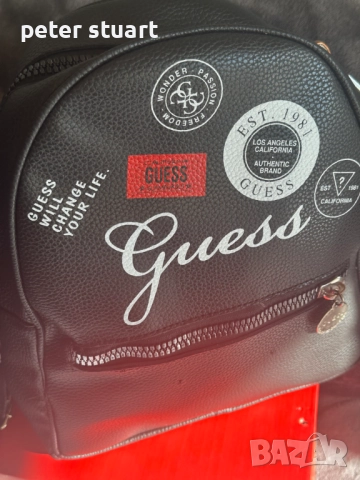 peter stuart
WONDER · PASSION · FREEDOM
EST. 1981
LOS ANGELES
CALIFORNIA
AUTHENTIC
BRAND
GUESS
GUESS
GUESS
WILL
CHANGE
YOUR LIFE.
?
EST 1981
CALIFORNIA
Guess
BAZAR